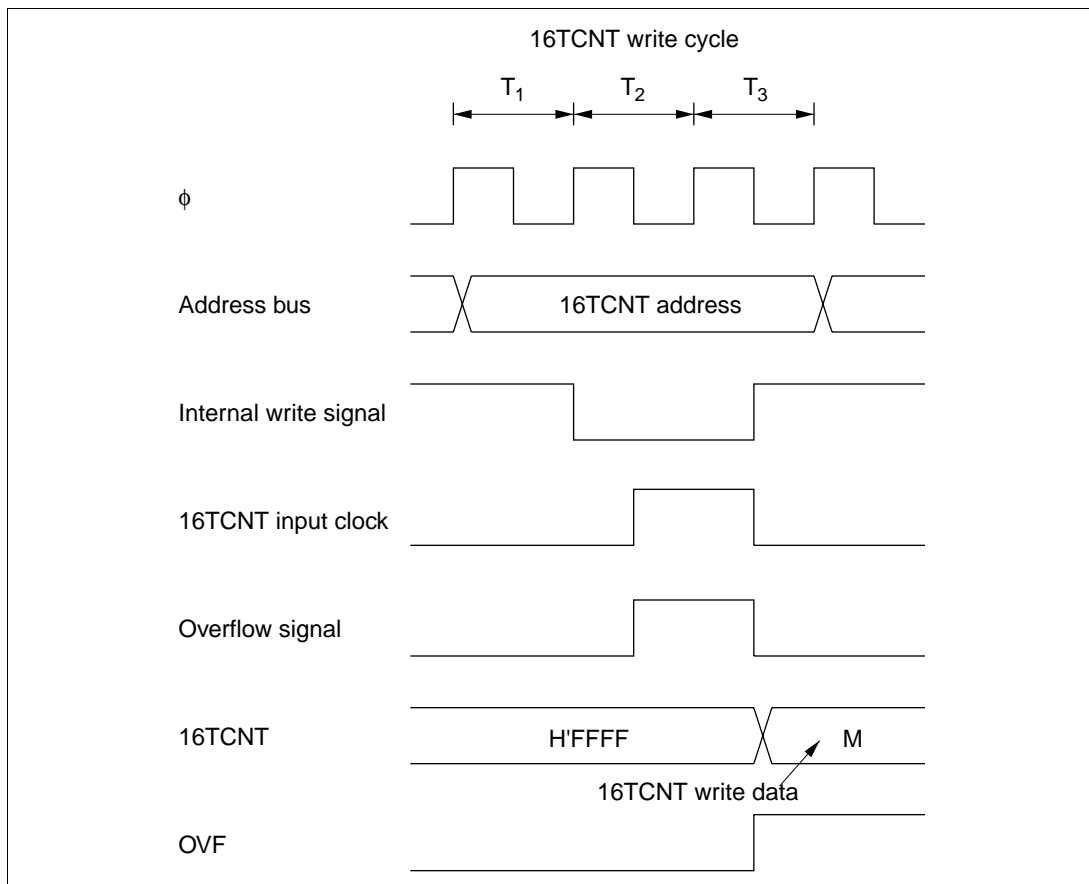 16TCNT write cycle
T1 T2 T3
ϕ
Address bus 16TCNT address
Internal write signal
16TCNT input clock
Overflow signal
16TCNT H'FFFF M
16TCNT write data
OVF